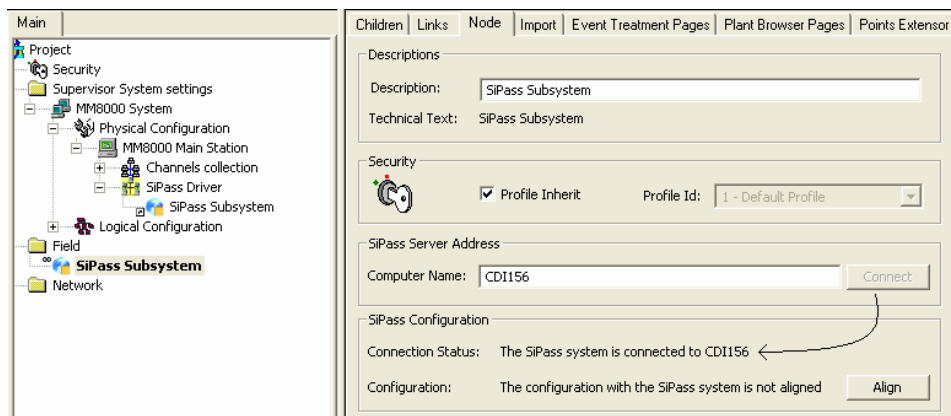 Main
Project
Security
Supervisor System settings
MM8000 System
Physical Configuration
MM8000 Main Station
Channels collection
SiPass Driver
SiPass Subsystem
Logical Configuration
Field
SiPass Subsystem
Network
Children Links Node Import Event Treatment Pages Plant Browser Pages Points Extensor
Descriptions
Description: SiPass Subsystem
Technical Text: SiPass Subsystem
Security
Profile Inherit Profile Id: 1 - Default Profile
SiPass Server Address
Computer Name: CDI156 Connect
SiPass Configuration
Connection Status: The SiPass system is connected to CDI156
Configuration: The configuration with the SiPass system is not aligned Align